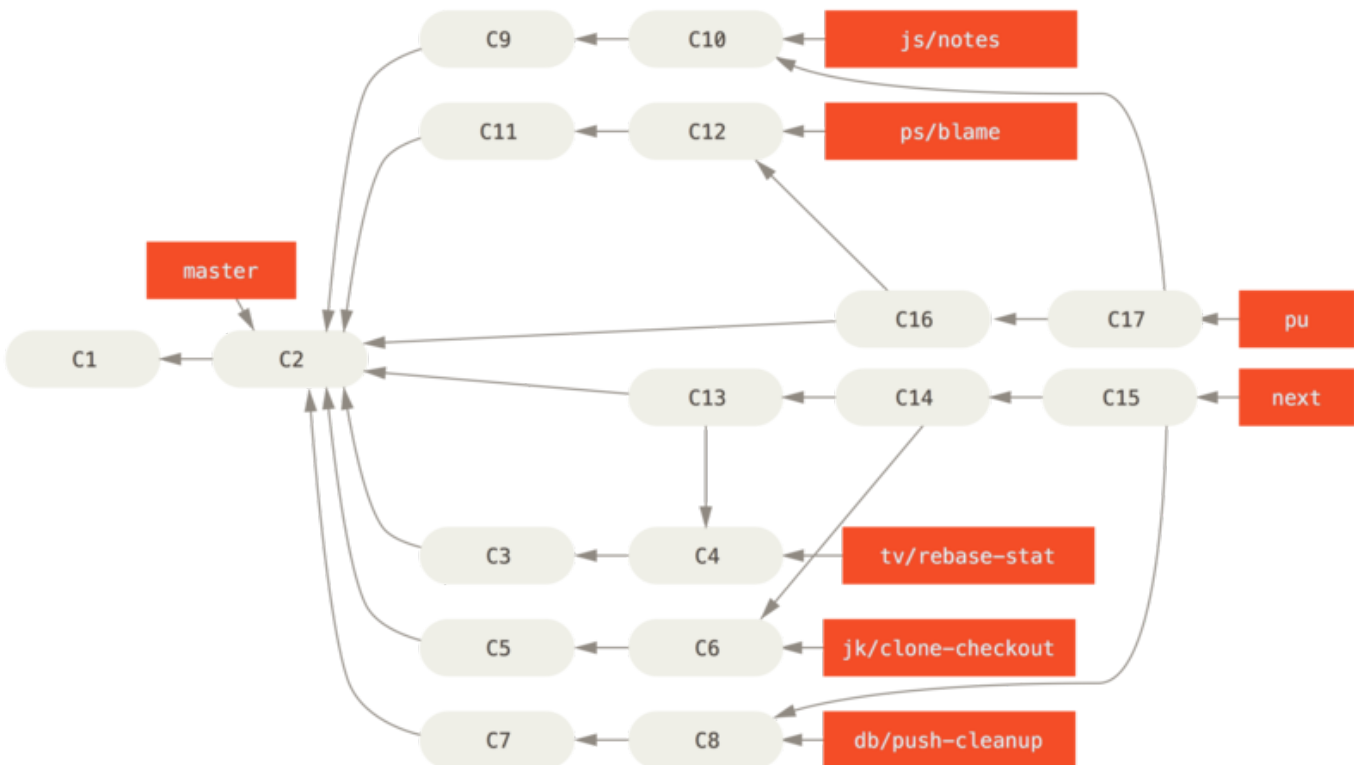 C9
C10
js/notes
C11
C12
ps/blame
master
C16
C17
pu
C1
C2
C13
C14
C15
next
C3
C4
tv/rebase-stat
C5
C6
jk/clone-checkout
C7
C8
db/push-cleanup